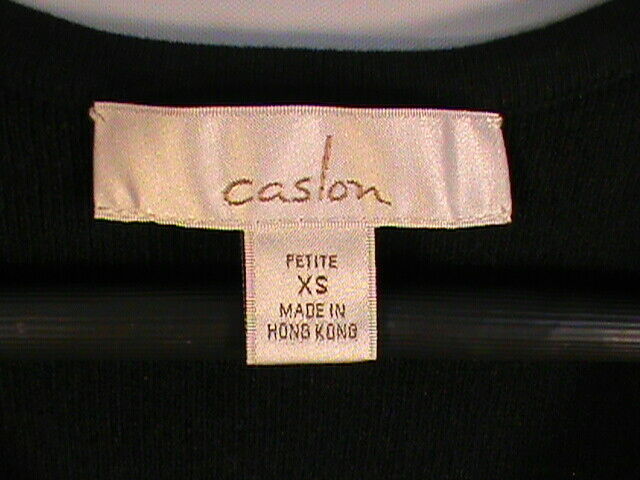 caslon
PETITE
XS
MADE IN
HONG KONG